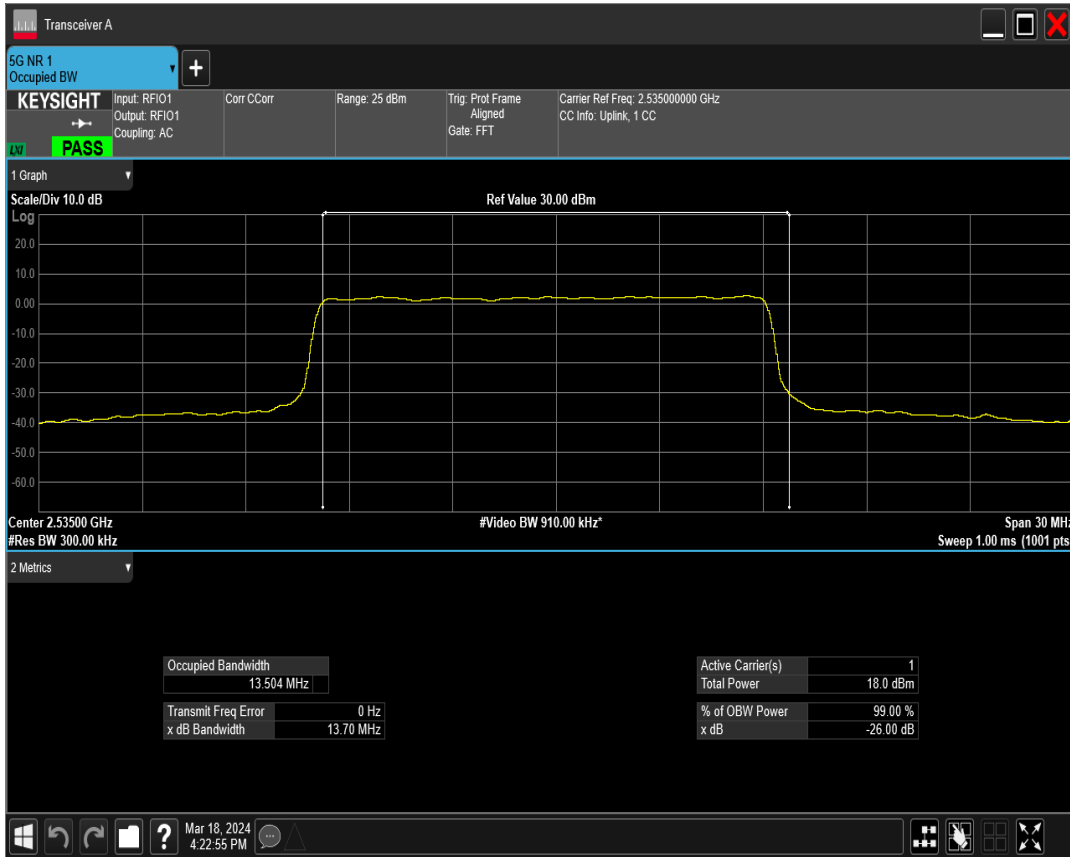 Transceiver A
5G NR 1
Occupied BW
KEYSIGHT
Input: RFIO1
Output: RFIO1
Coupling: AC
Corr CCorr
Range: 25 dBm
Trig: Prot Frame
Aligned
Gate: FFT
Carrier Ref Freq: 2.535000000 GHz
CC Info: Uplink, 1 CC
LXI
PASS
1 Graph
Scale/Div 10.0 dB
Ref Value 30.00 dBm
Log
20.0
10.0
0.00
-10.0
-20.0
-30.0
-40.0
-50.0
-60.0
Center 2.53500 GHz
#Video BW 910.00 kHz*
Span 30 MHz
#Res BW 300.00 kHz
Sweep 1.00 ms (1001 pts
2 Metrics
Occupied Bandwidth
13.504 MHz
Transmit Freq Error 0 Hz
x dB Bandwidth 13.70 MHz
Active Carrier(s) 1
Total Power 18.0 dBm
% of OBW Power 99.00 %
x dB -26.00 dB
?
Mar 18, 2024
4:22:55 PM